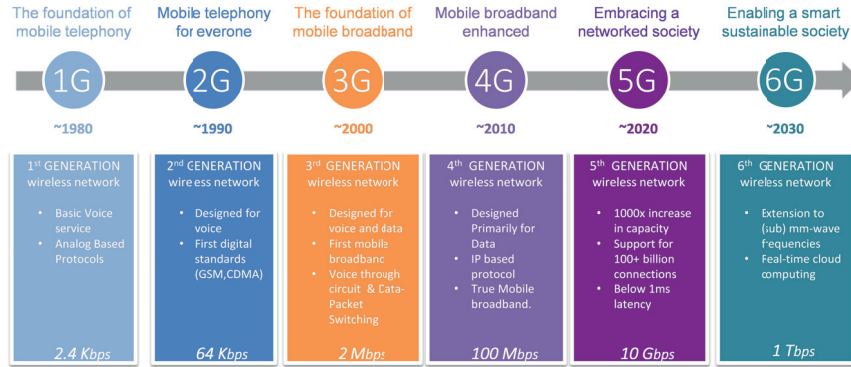 The foundation of
mobile telephony
Mobile telephony
for everone
The foundation of
mobile broadband
Mobile broadband
enhanced
Embracing a
networked society
Enabling a smart
sustainable society
1G
2G
3G
4G
5G
6G
~1980
~1990
~2000
~2010
~2020
~2030
1st GENERATION
wireless network
• Basic Voice
service
• Analog Based
Protocols
2.4 Kbps
2nd GENERATION
wireless network
• Designed for
voice
• First digital
standards
(GSM,CDMA)
64 Kbps
3rd GENERATION
wireless network
• Designed for
voice and data
• First mobile
broadband
• Voice through
circuit & Data-
Packet
Switching
2 Mbps
4th GENERATION
wireless network
• Designed
Primarily for
Data
• IP based
protocol
• True Mobile
broadband.
100 Mbps
5th GENERATION
wireless network
• 1000x increase
in capacity
• Support for
100+ billion
connections
• Below 1ms
latency
10 Gbps
6th GENERATION
wireless network
• Extension to
(sub) mm-wave
frequencies
• Real-time cloud
computing
1 Tbps